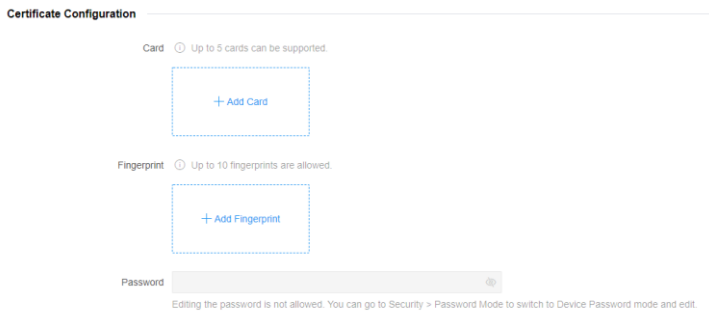 Certificate Configuration
Card Up to 5 cards can be supported.
+ Add Card
Fingerprint Up to 10 fingerprints are allowed.
+ Add Fingerprint
Password
Editing the password is not allowed. You can go to Security > Password Mode to switch to Device Password mode and edit.